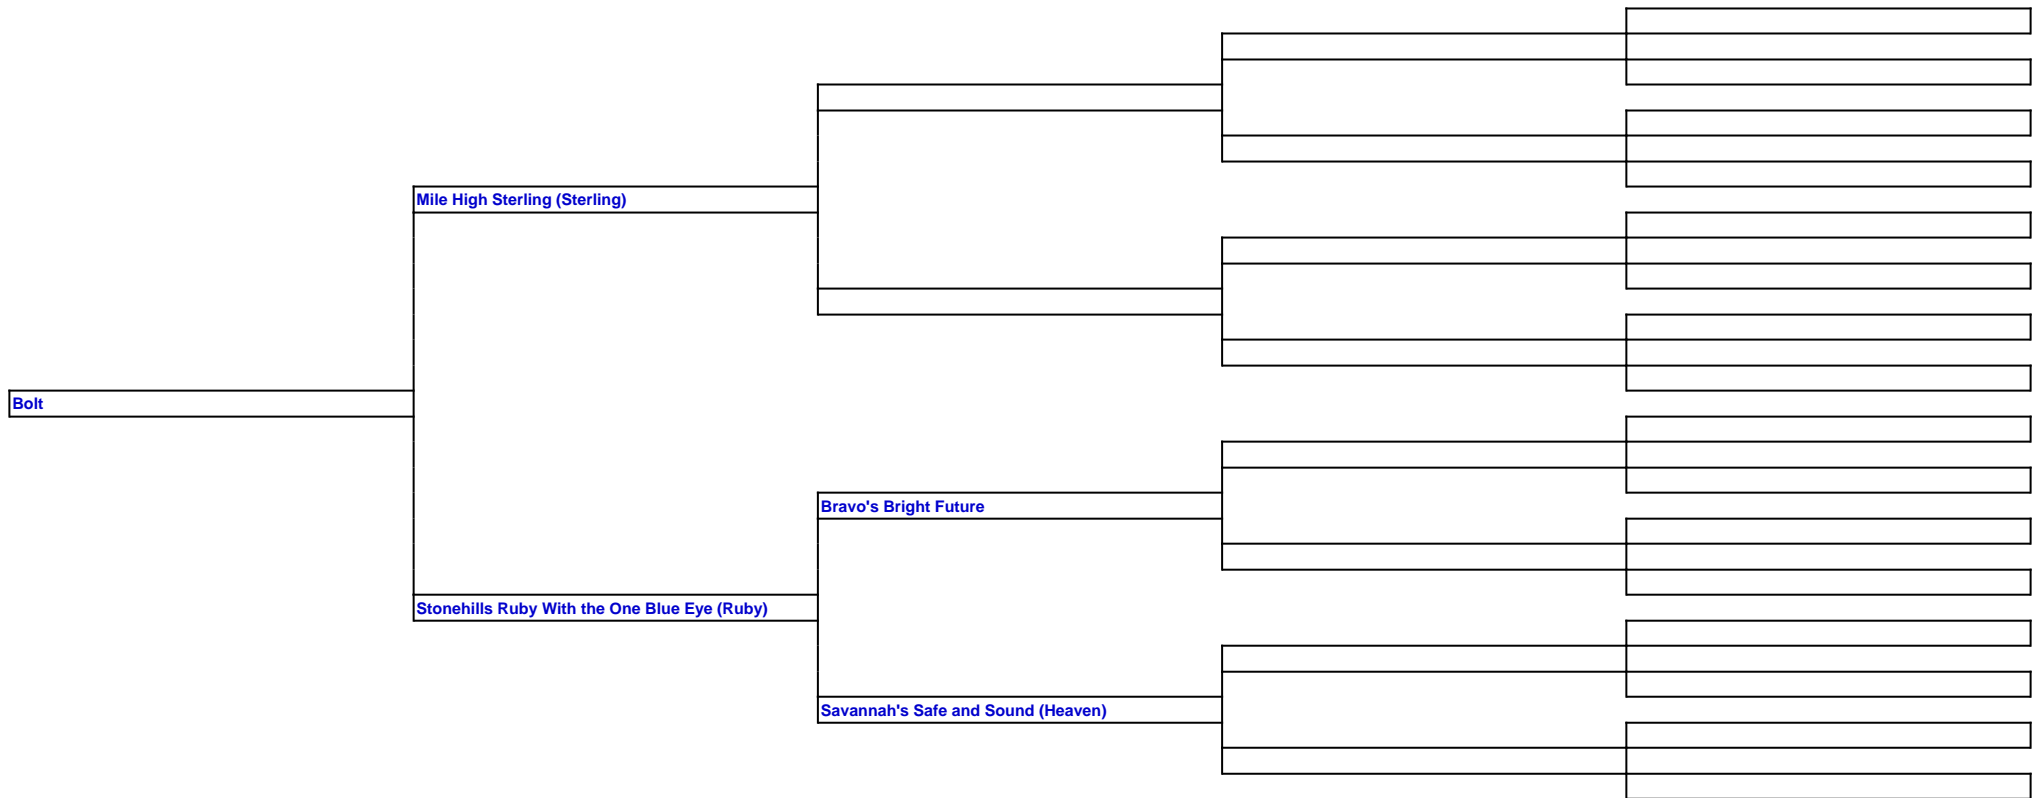 Mile High Sterling (Sterling)
Bolt
Bravo's Bright Future
Stonehills Ruby With the One Blue Eye (Ruby)
Savannah's Safe and Sound (Heaven)